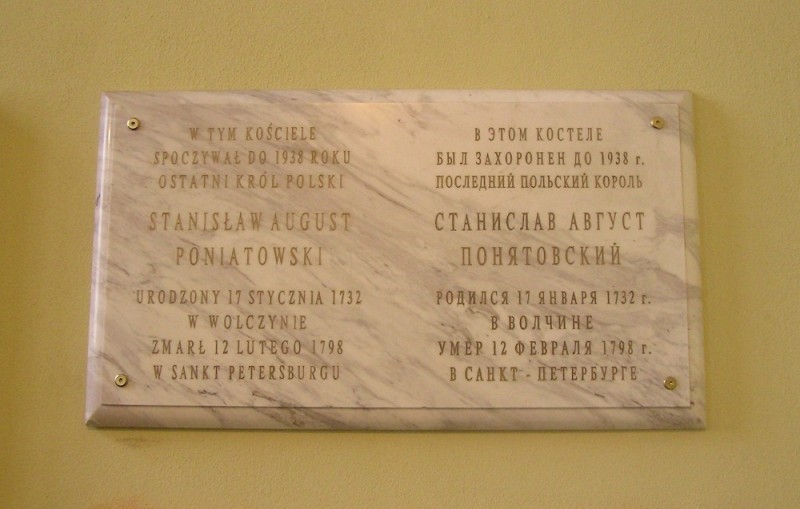 W TYM KOŚCIELE
SPOCZYWAŁ DO 1938 ROKU
OSTATNI KRÓL POLSKI
STANISŁAW AUGUST
PONIATOWSKI
URODZONY 17 STYCZNIA 1732
W WOŁCZYNIE
ZMARŁ 12 LUTEGO 1798
W SANKT PETERSBURGU
В ЭТОМ КОСТЕЛЕ
БЫЛ ЗАХОРОНЕН ДО 1938 г.
ПОСЛЕДНИЙ ПОЛЬСКИЙ КОРОЛЬ
СТАНИСЛАВ АВГУСТ
ПОНЯТОВСКИЙ
РОДИЛСЯ 17 ЯНВАРЯ 1732 г.
В ВОЛЧИНЕ
УМЕР 12 ФЕВРАЛЯ 1798 г.
В САНКТ - ПЕТЕРБУРГЕ